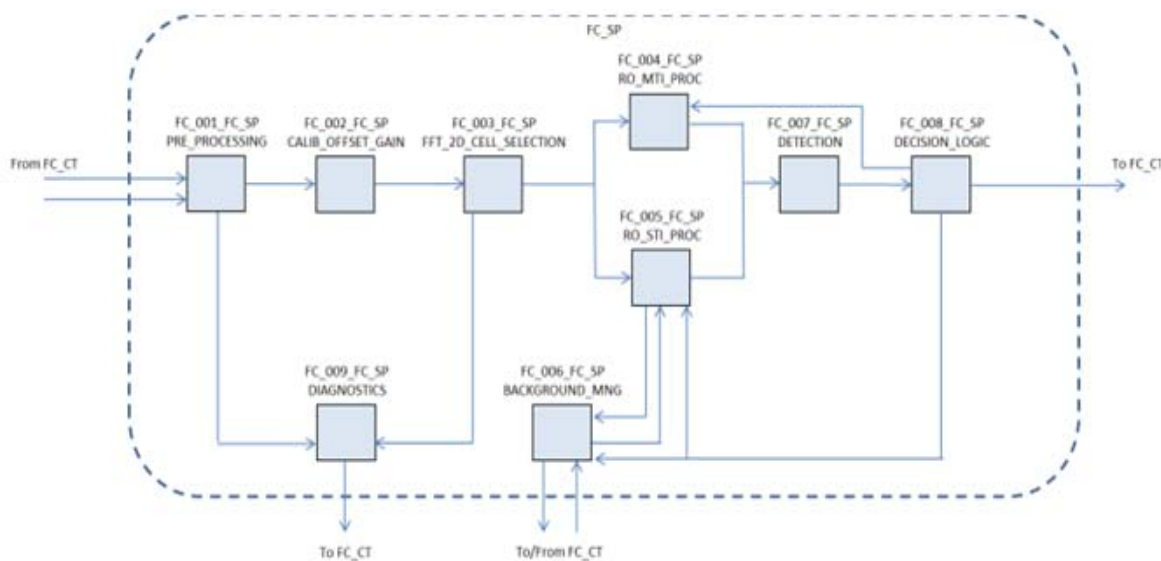 FC_SP
FC_004_FC_SP
RO_MTI_PROC
FC_001_FC_SP
PRE_PROCESSING
FC_002_FC_SP
CALIB_OFFSET_GAIN
FC_003_FC_SP
FFT_2D_CELL_SELECTION
FC_007_FC_SP
DETECTION
FC_008_FC_SP
DECISION_LOGIC
From FC_CT
To FC_CT
FC_005_FC_SP
RO_STI_PROC
FC_009_FC_SP
DIAGNOSTICS
FC_006_FC_SP
BACKGROUND_MNG
To FC_CT
To/From FC_CT